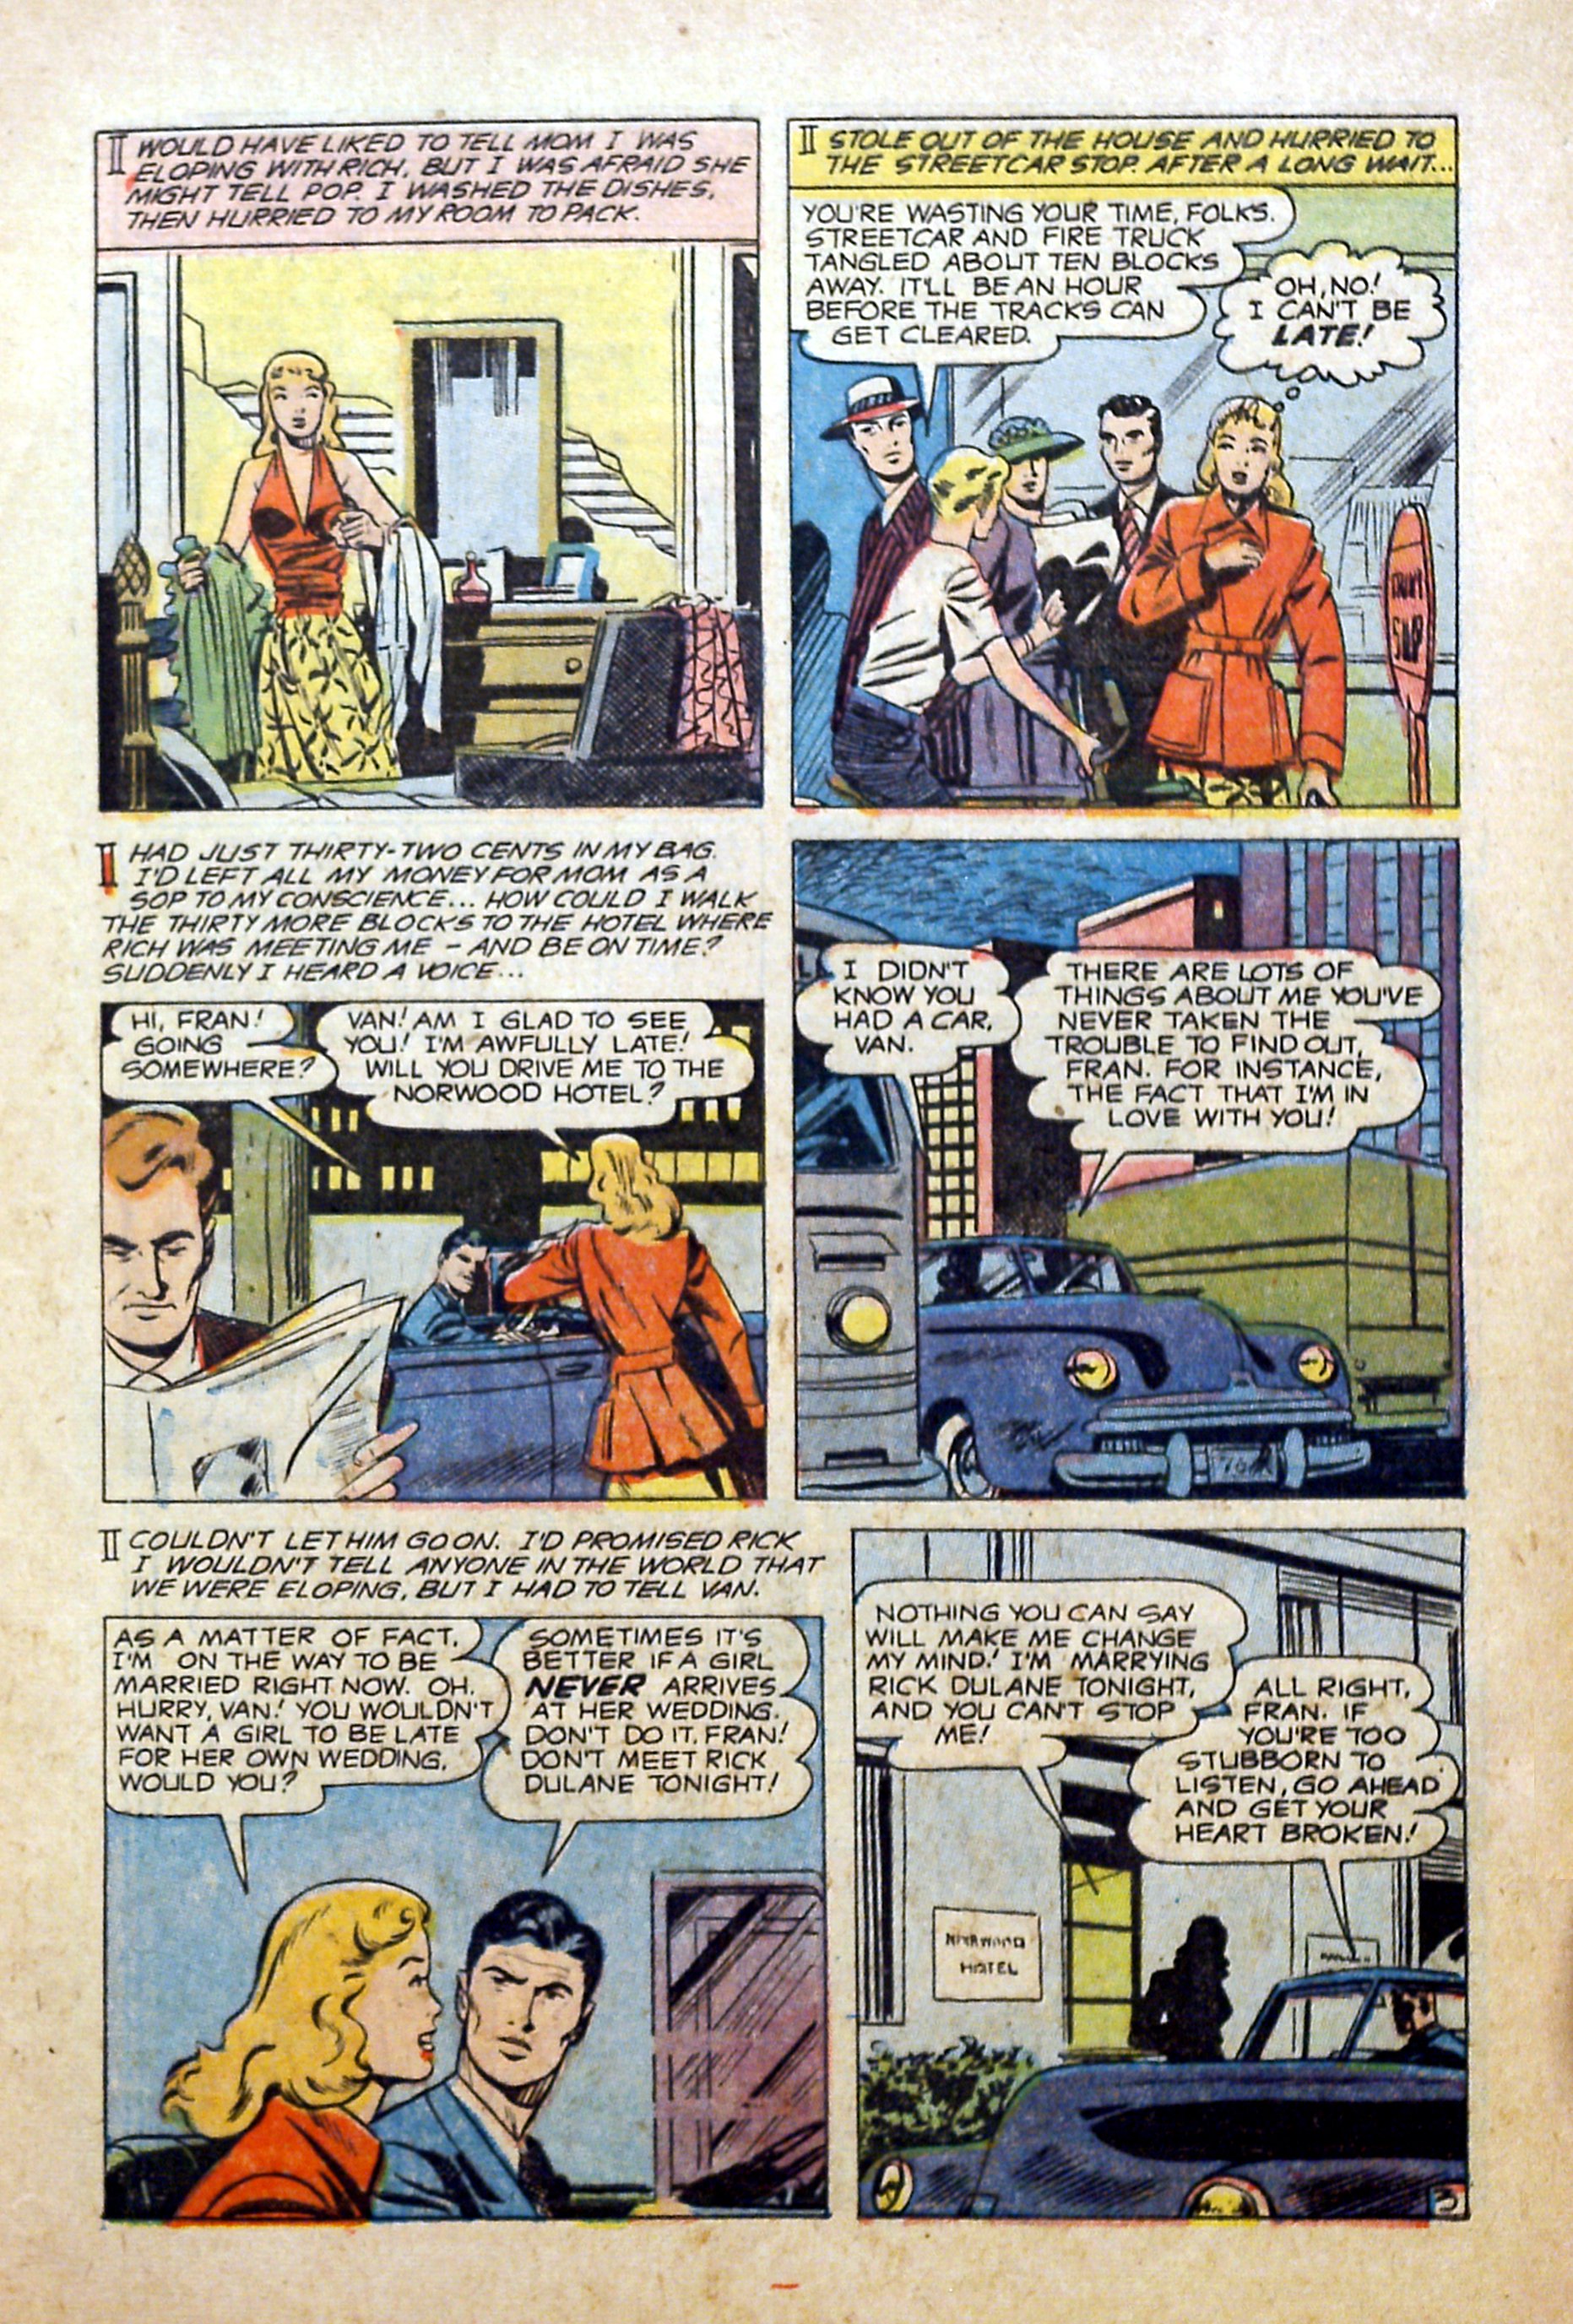 I WOULD HAVE LIKED TO TELL MOM I WAS
ELOPING WITH RICH, BUT I WAS AFRAID SHE
MIGHT TELL POP. I WASHED THE DISHES,
THEN HURRIED TO MY ROOM TO PACK.
I STOLE OUT OF THE HOUSE AND HURRIED TO
THE STREETCAR STOP. AFTER A LONG WAIT...
YOU'RE WASTING YOUR TIME, FOLKS.
STREETCAR AND FIRE TRUCK
TANGLED ABOUT TEN BLOCKS
AWAY. IT'LL BE AN HOUR
BEFORE THE TRACKS CAN
GET CLEARED.
OH, NO!
I CAN'T BE
LATE!
I HAD JUST THIRTY-TWO CENTS IN MY BAG.
I'D LEFT ALL MY MONEY FOR MOM AS A
SOP TO MY CONSCIENCE... HOW COULD I WALK
THE THIRTY MORE BLOCKS TO THE HOTEL WHERE
RICH WAS MEETING ME - AND BE ON TIME?
SUDDENLY I HEARD A VOICE...
HI, FRAN!
GOING
SOMEWHERE?
VAN! AM I GLAD TO SEE
YOU! I'M AWFULLY LATE!
WILL YOU DRIVE ME TO THE
NORWOOD HOTEL?
I DIDN'T
KNOW YOU
HAD A CAR,
VAN.
THERE ARE LOTS OF
THINGS ABOUT ME YOU'VE
NEVER TAKEN THE
TROUBLE TO FIND OUT,
FRAN. FOR INSTANCE,
THE FACT THAT I'M IN
LOVE WITH YOU!
I COULDN'T LET HIM GO ON. I'D PROMISED RICK
I WOULDN'T TELL ANYONE IN THE WORLD THAT
WE WERE ELOPING, BUT I HAD TO TELL VAN.
AS A MATTER OF FACT,
I'M ON THE WAY TO BE
MARRIED RIGHT NOW. OH,
HURRY, VAN! YOU WOULDN'T
WANT A GIRL TO BE LATE
FOR HER OWN WEDDING,
WOULD YOU?
SOMETIMES IT'S
BETTER IF A GIRL
NEVER ARRIVES
AT HER WEDDING.
DON'T DO IT, FRAN!
DON'T MEET RICK
DULANE TONIGHT!
NOTHING YOU CAN SAY
WILL MAKE ME CHANGE
MY MIND! I'M MARRYING
RICK DULANE TONIGHT,
AND YOU CAN'T STOP
ME!
ALL RIGHT,
FRAN. IF
YOU'RE TOO
STUBBORN TO
LISTEN, GO AHEAD
AND GET YOUR
HEART BROKEN!
NORWOOD
HOTEL
3